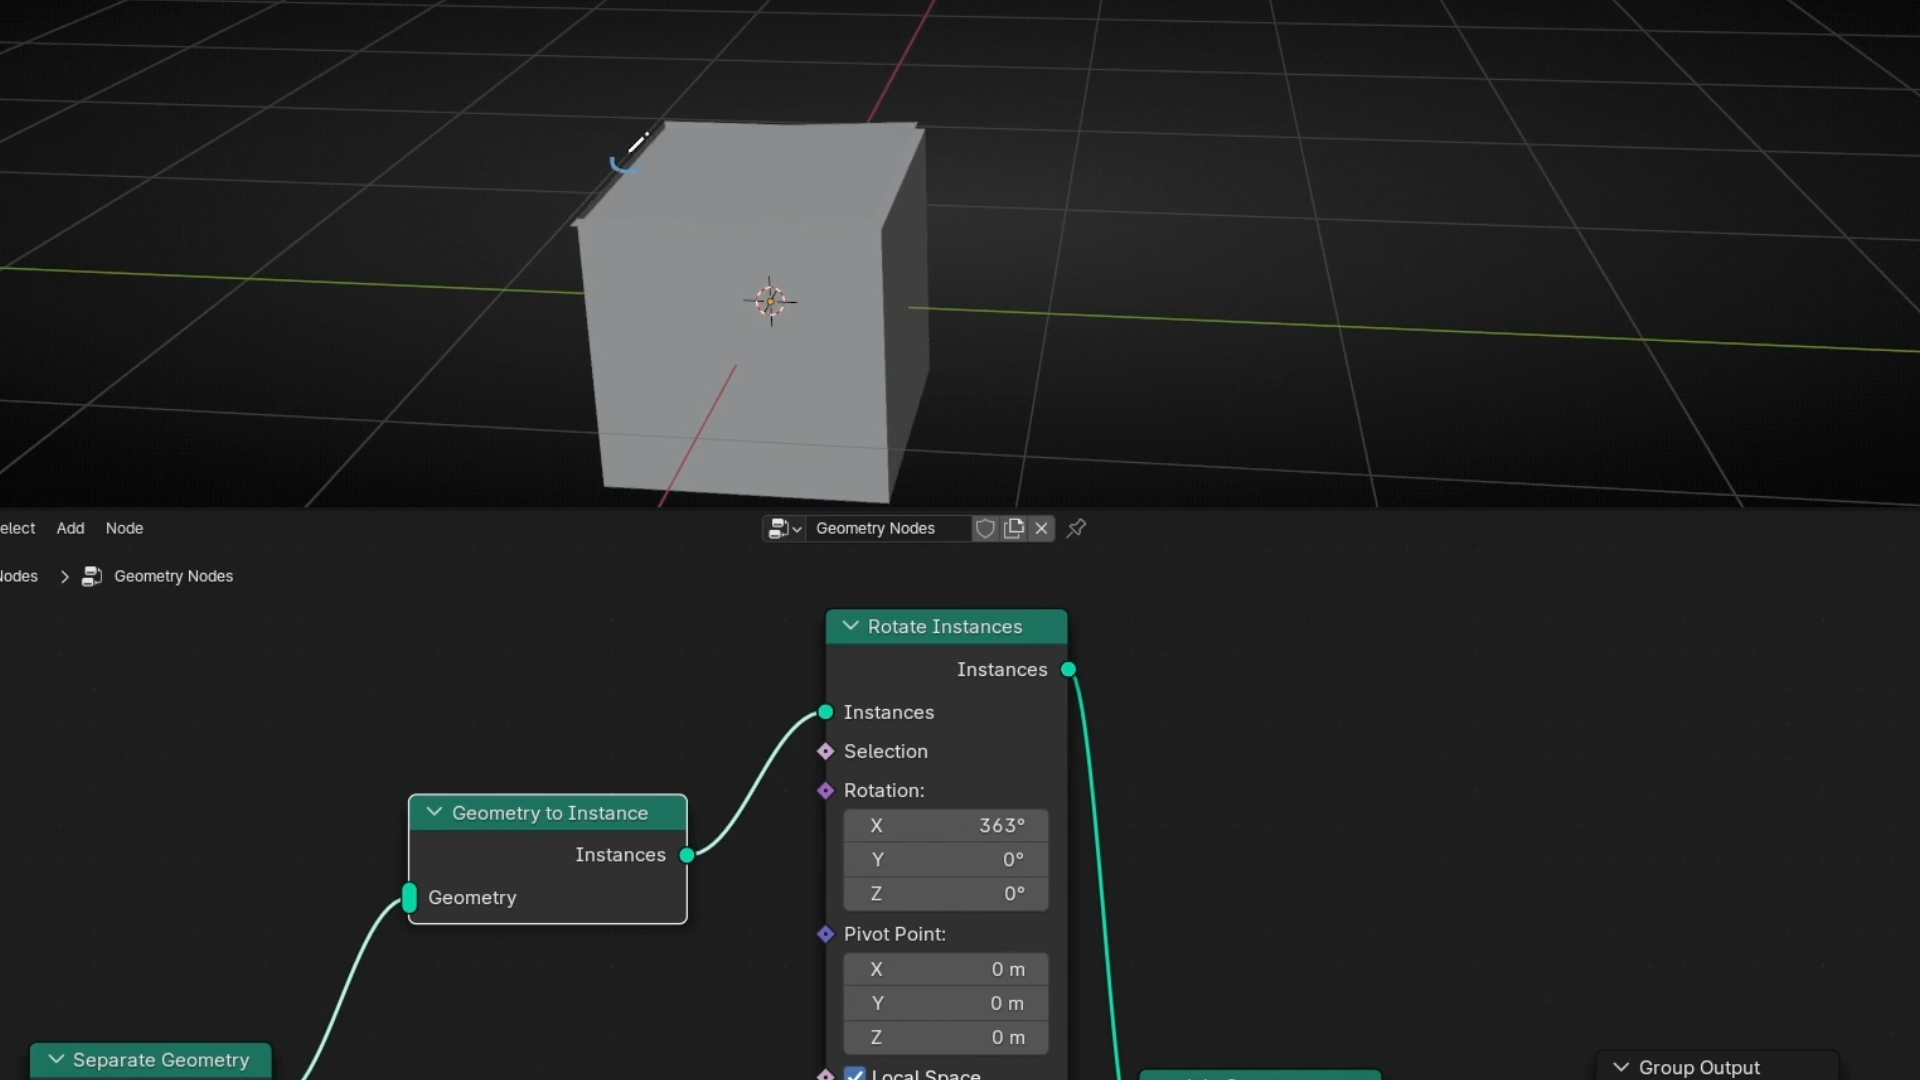 elect Add Node
Geometry Nodes
Nodes > Geometry Nodes
Rotate Instances
Instances
Instances
Selection
Rotation:
X 363°
Y 0°
Z 0°
Pivot Point:
X 0 m
Y 0 m
Z 0 m
Local Space
Geometry to Instance
Instances
Geometry
Separate Geometry
Group Output